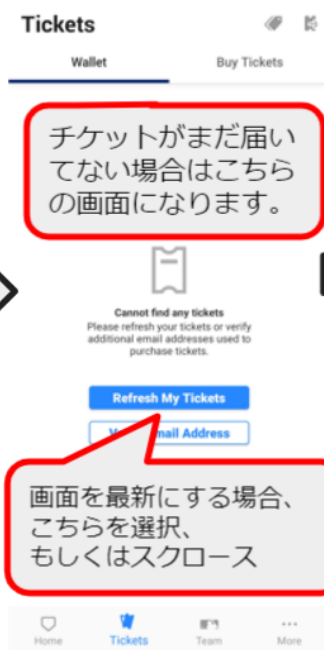 Tickets
Wallet
Buy Tickets
チケットがまだ届い
てない場合はこちら
の画面になります。
Cannot find any tickets
Please refresh your tickets or verify
additional email addresses used to
purchase tickets.
Refresh My Tickets
mail Address
画面を最新にする場合、
こちらを選択、
もしくはスクロース
Home
Tickets
Team
More